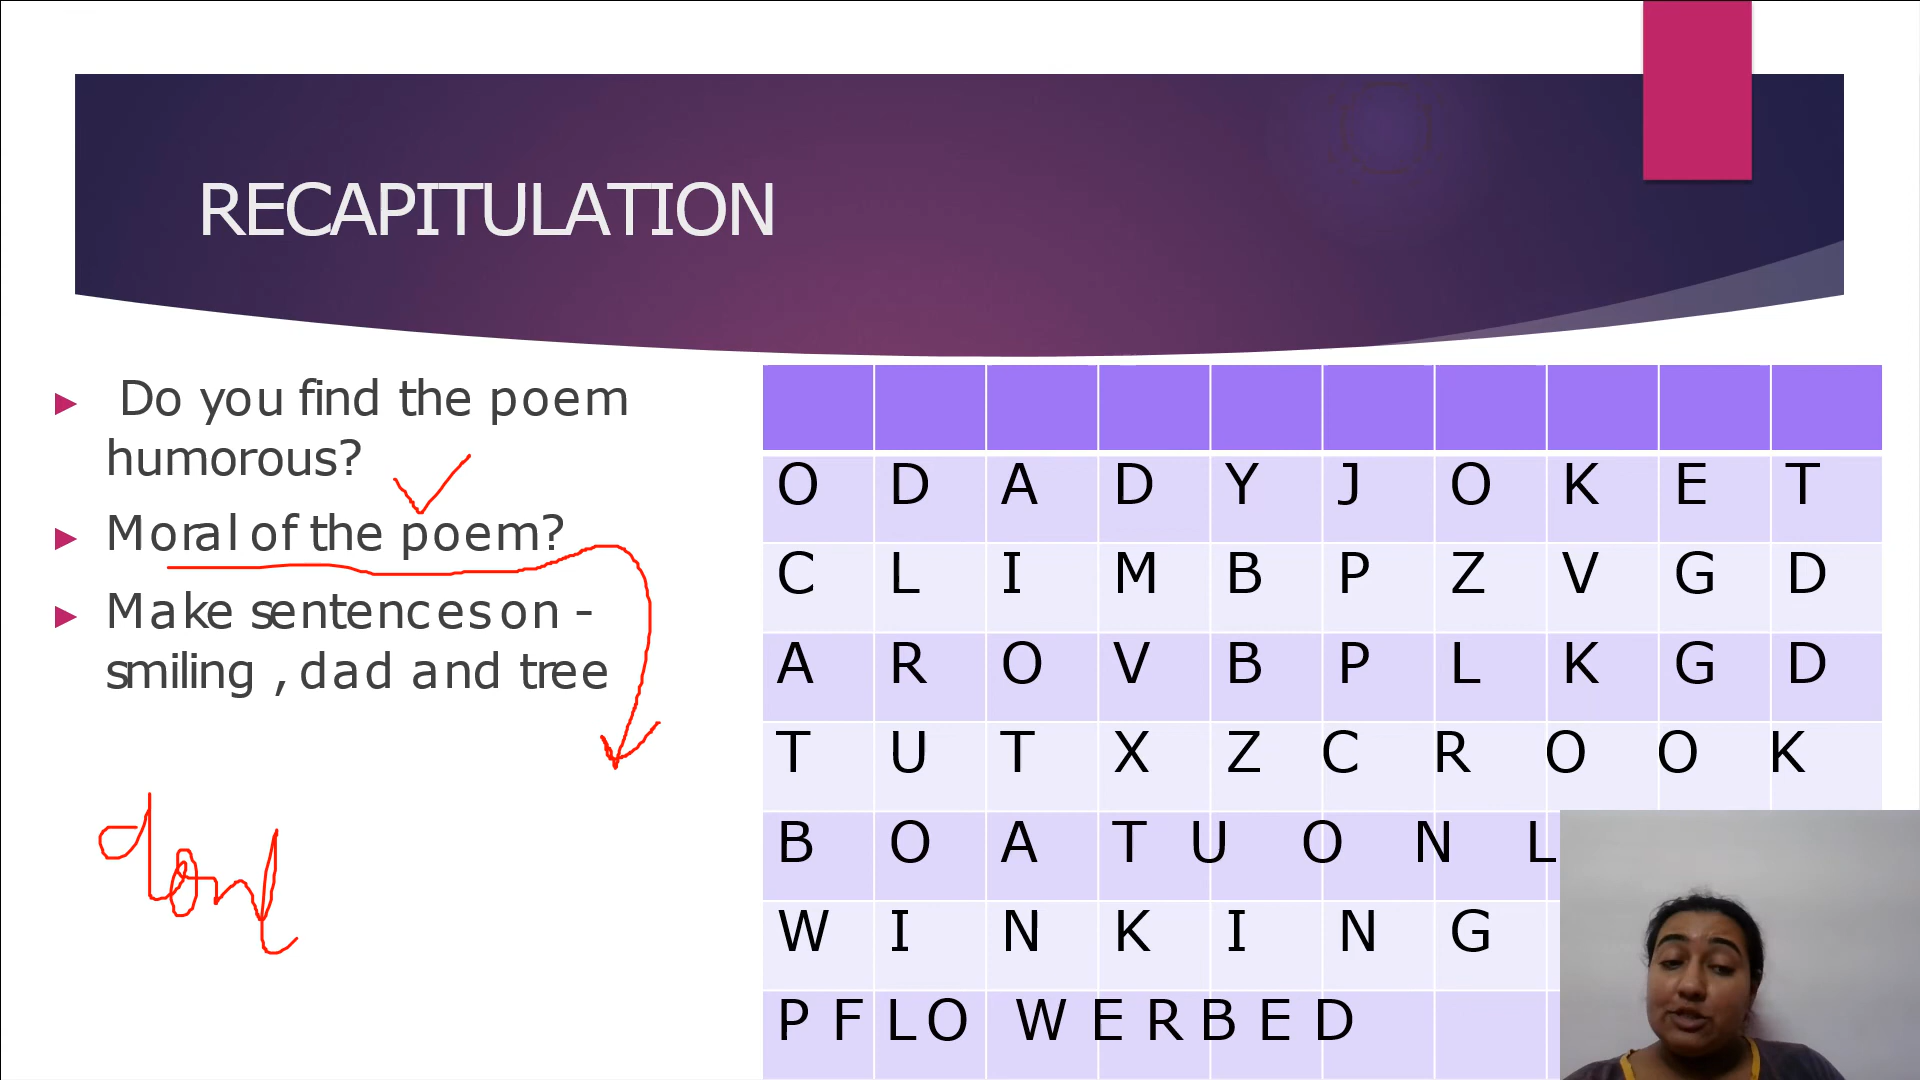 RECAPITULATION
Do you find the poem
humorous?
Moral of the poem?
Make sentences on -
smiling , dad and tree
O D A D Y J O K E T
C L I M B P Z V G D
A R O V B P L K G D
T U T X Z C R O O K
B O A T U O N L
W I N K I N G
P F L O W E R B E D